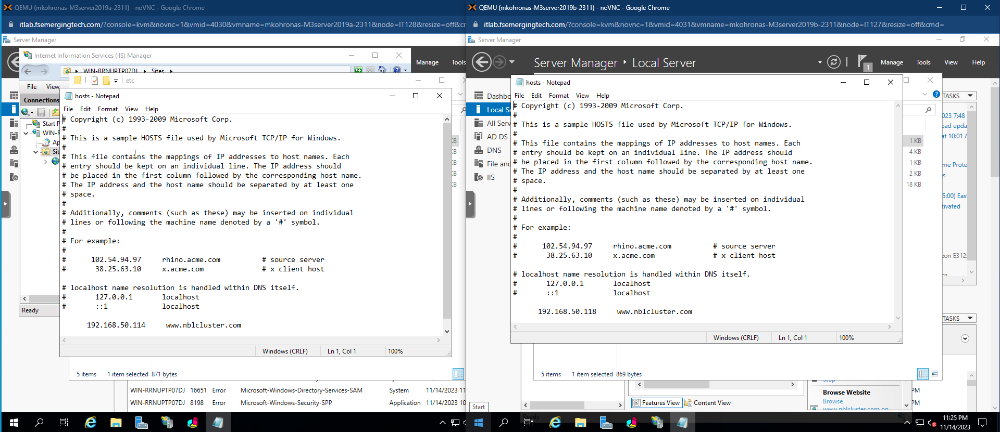 QEMU (mkohronas-M3server2019a-2311) - noVNC - Google Chrome
itlab.fsemergingtech.com/?console=kvm&novnc=1&vmid=4030&vmname=mkohronas-M3server2019a-2311&node=IT128&resize=off&cr
Server Manager
Internet Information Services (IIS) Manager
WIN-RRNUPTP07DJ Sites
Manage Tools
etc
File View
Connections
Start P
WIN-R
Ap
Sit
KB
KB
KB
KB
KB
hosts - Notepad
File Edit Format View Help
# Copyright (c) 1993-2009 Microsoft Corp.
#
# This is a sample HOSTS file used by Microsoft TCP/IP for Windows.
#
# This file contains the mappings of IP addresses to host names. Each
# entry should be kept on an individual line. The IP address should
# be placed in the first column followed by the corresponding host name.
# The IP address and the host name should be separated by at least one
# space.
#
# Additionally, comments (such as these) may be inserted on individual
# lines or following the machine name denoted by a '#' symbol.
#
# For example:
#
# 102.54.94.97 rhino.acme.com # source server
# 38.25.63.10 x.acme.com # x client host
# localhost name resolution is handled within DNS itself.
# 127.0.0.1 localhost
# ::1 localhost
192.168.50.114 www.nblcluster.com
Windows (CRLF) Ln 1, Col 1 100%
Ready
5 items 1 item selected 871 bytes
WIN-RRNUPTP07DJ 16651 Error Microsoft-Windows-Directory-Services-SAM System 11/14/2023 11
WIN-RRNUPTP07DJ 8198 Error Microsoft-Windows-Security-SPP Application 11/14/2023 10
QEMU (mkohronas-M3server2019b-2311) - noVNC - Google Chrome
itlab.fsemergingtech.com/?console=kvm&novnc=1&vmid=4031&vmname=mkohronas-M3server2019b-2311&node=IT127&resize=off&cmd=
Server Manager
Server Manager Local Server
1
Manage Tools View Help
Dashbo
Local S
All Serv
AD DS
DNS
File and
IIS
hosts - Notepad
File Edit Format View Help
# Copyright (c) 1993-2009 Microsoft Corp.
#
# This is a sample HOSTS file used by Microsoft TCP/IP for Windows.
#
# This file contains the mappings of IP addresses to host names. Each
# entry should be kept on an individual line. The IP address should
# be placed in the first column followed by the corresponding host name.
# The IP address and the host name should be separated by at least one
# space.
#
# Additionally, comments (such as these) may be inserted on individual
# lines or following the machine name denoted by a '#' symbol.
#
# For example:
#
# 102.54.94.97 rhino.acme.com # source server
# 38.25.63.10 x.acme.com # x client host
# localhost name resolution is handled within DNS itself.
# 127.0.0.1 localhost
# ::1 localhost
192.168.50.118 www.nblcluster.com
Windows (CRLF) Ln 1, Col 1 100%
TASKS
1 KB
4 KB
1 KB
2 KB
18 KB
023 7:48
oad upda
at 10:01 A
me Prote
s
5:00) East
tivated
eon E312
TASKS
5 items 1 item selected 869 bytes
Stop
Browse Website
Browse
www.nblcluster.com on
PM
PM
Features View Content View
Start
Ready
11:25 PM
11/14/2023